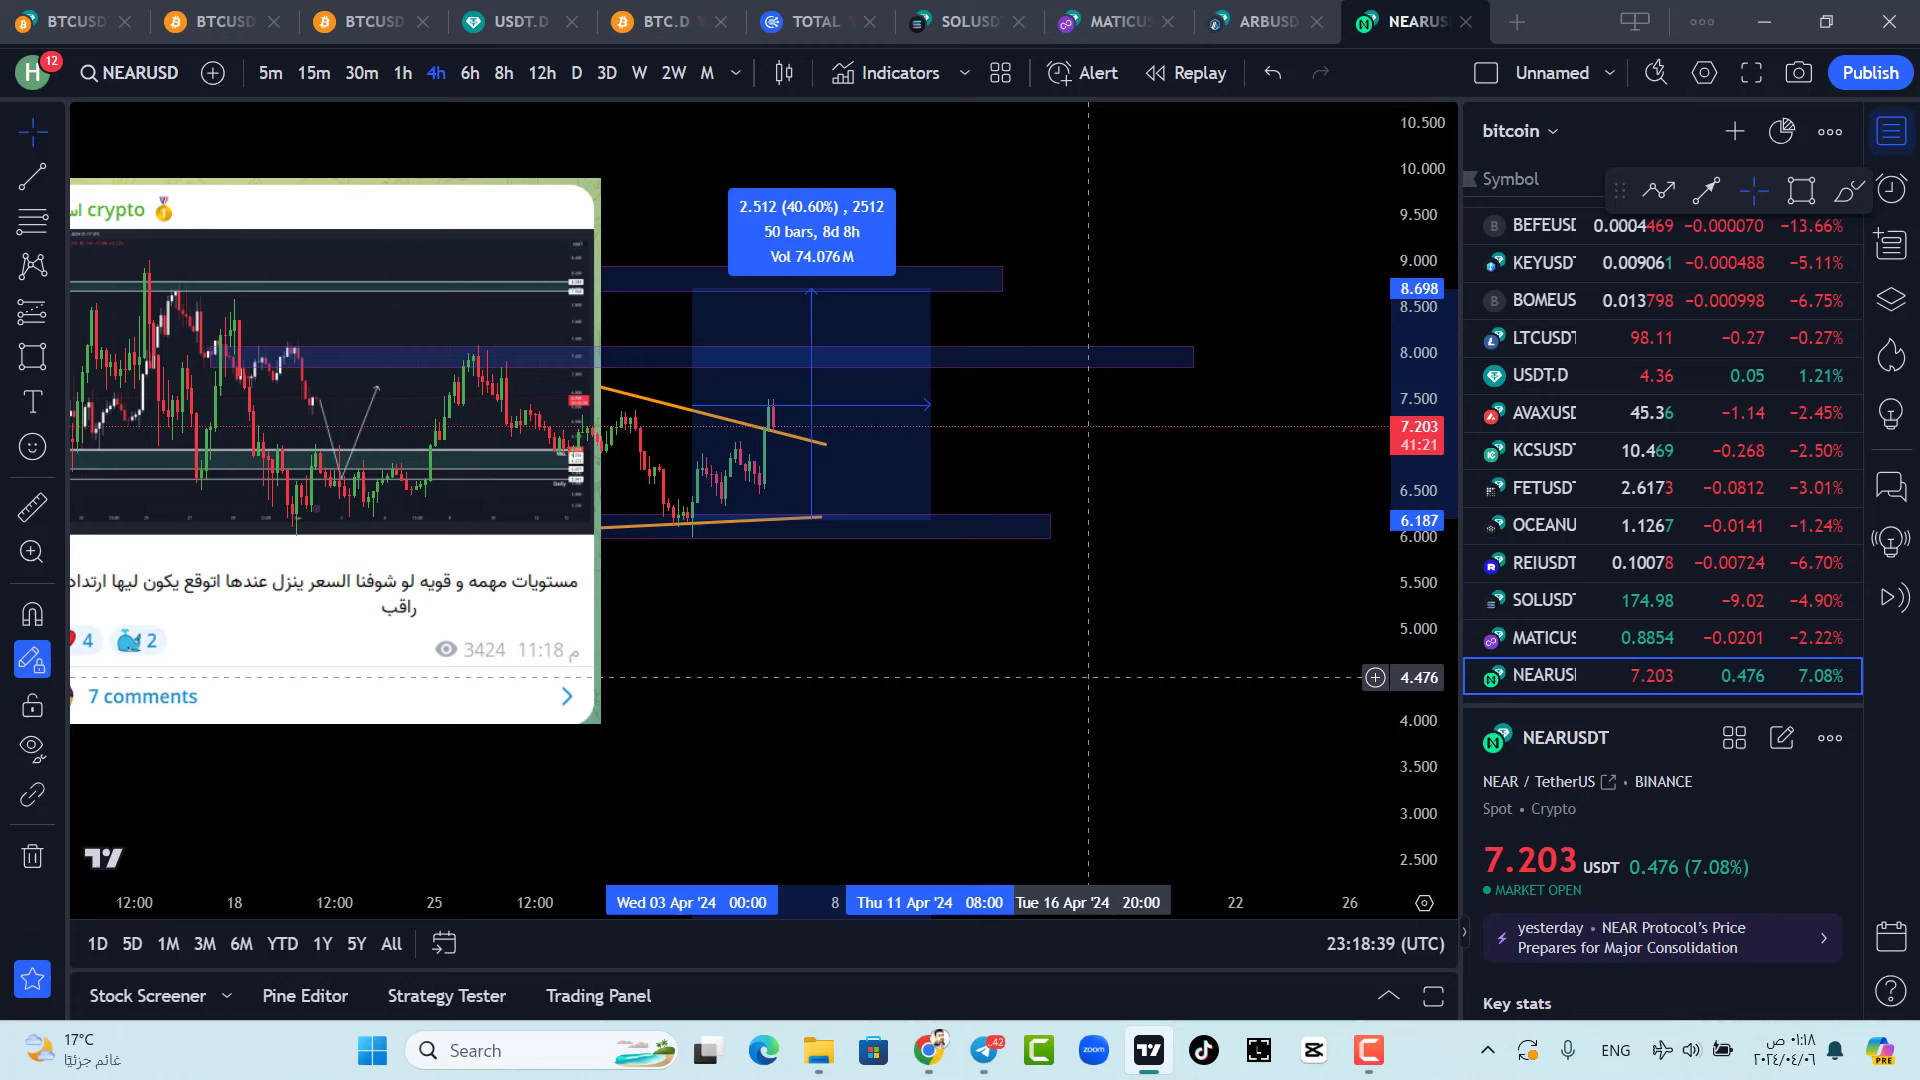 BTCUSD
BTCUSD
BTCUSD
USDT.D
BTC.D
TOTAL
SOLUSD
MATICUS
ARBUSD
NEARUS
H
12
NEARUSD
5m 15m 30m 1h 4h 6h 8h 12h D 3D W 2W M
Indicators
Alert
Replay
Unnamed
Publish
crypto 🥇
2.512 (40.60%) , 2512
50 bars, 8d 8h
Vol 74.076M
مستويات مهمه و قويه لو شوفنا السعر ينزل عندها اتوقع يكون ليها ارتداد
راقب
4
2
3424 11:18 م
7 comments
10.500
10.000
9.500
9.000
8.698
8.500
8.000
7.500
7.203
41:21
6.500
6.187
6.000
5.500
5.000
4.476
4.000
3.500
3.000
2.500
12:00 18 12:00 25 12:00 Wed 03 Apr '24 00:00 8 Thu 11 Apr '24 08:00 Tue 16 Apr '24 20:00 22 26
1D 5D 1M 3M 6M YTD 1Y 5Y All
23:18:39 (UTC)
Stock Screener
Pine Editor
Strategy Tester
Trading Panel
bitcoin
Symbol
BEFEUSD 0.0004469 −0.000070 −13.66%
KEYUSDT 0.009061 −0.000488 −5.11%
BOMEUS 0.013798 −0.000998 −6.75%
LTCUSDT 98.11 −0.27 −0.27%
USDT.D 4.36 0.05 1.21%
AVAXUSD 45.36 −1.14 −2.45%
KCSUSDT 10.469 −0.268 −2.50%
FETUSDT 2.6173 −0.0812 −3.01%
OCEANU 1.1267 −0.0141 −1.24%
REIUSDT 0.10078 −0.00724 −6.70%
SOLUSDT 174.98 −9.02 −4.90%
MATICUS 0.8854 −0.0201 −2.22%
NEARUSD 7.203 0.476 7.08%
NEARUSDT
NEAR / TetherUS • BINANCE
Spot • Crypto
7.203 USDT 0.476 (7.08%)
MARKET OPEN
yesterday • NEAR Protocol's Price
Prepares for Major Consolidation
Key stats
17°C
غائم جزئيًا
Search
42
zoom
ENG
٠١:١٨ ص
٢٠٢٤/٠٤/٠٦
PRE